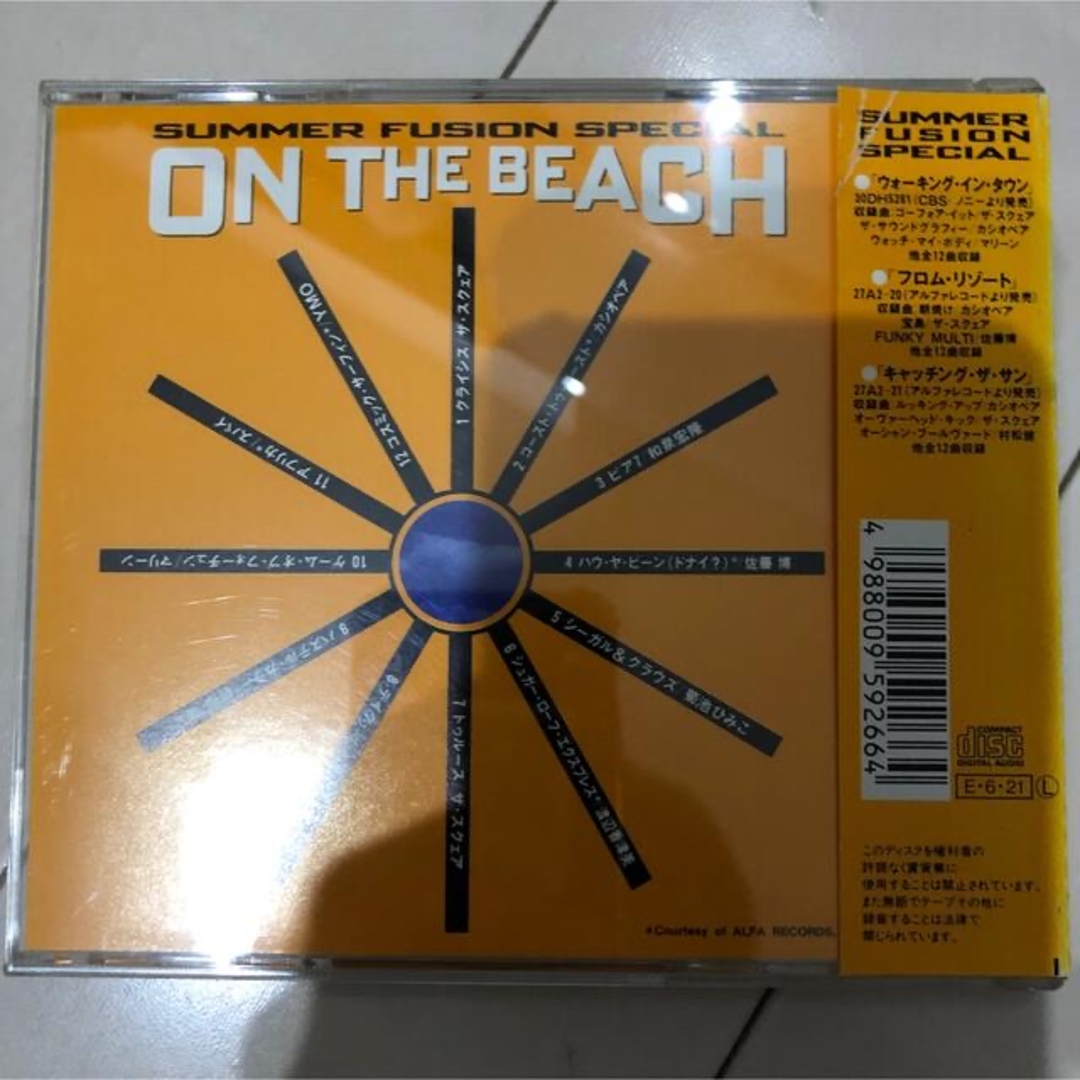 SUMMER FUSION SPECIAL
ON THE BEACH
1 クライシス/ザ・スクェア
2 コースト・トゥ・コースト*/カシオペア
3 ピア7/和泉宏隆
4 ハウ・ヤ・ビーン(ドナイ?)*/佐藤 博
5 シーガル&クラウズ/菊池ひみこ
6 シュガー・ローフ・エクスプレス*/渡辺香津美
7 トゥルース/ザ・スクェア
8
9 パステル
10 ゲーム・オブ・フォーチュン/マリーン
11 アフリカ*/スパイ
12 コスミック・サーフィン*/YMO
*Courtesy of ALFA RECORDS.
SUMMER
FUSION
SPECIAL
●「ウォーキング・イン・タウン」
30DH5281(CBS・ソニーより発売)
収録曲 ゴーフォアイット/ザ・スクェア
ザ・サウンドグラフィー/カシオペア
ウォッチ・マイ・ボディ/マリーン
他全12曲収録
●「フロム・リゾート」
27A2-20(アルファレコードより発売)
収録曲 朝焼け/カシオペア
宝島/ザ・スクェア
FUNKY MULTI/佐藤博
他全12曲収録
●「キャッチング・ザ・サン」
27A2-21(アルファレコードより発売)
収録曲 ルッキング・アップ/カシオペア
オーヴァーヘッド・キック/ザ・スクェア
オーシャン・ブールヴァード/村松健
他全12曲収録
4 988009 592664
COMPACT
disc
DIGITAL AUDIO
E・6・21 Ⓛ
このディスクを権利者の
許諾なく賃貸業に
使用することは禁止されています。
また無断でテープその他に
録音することは法律で
禁じられています。